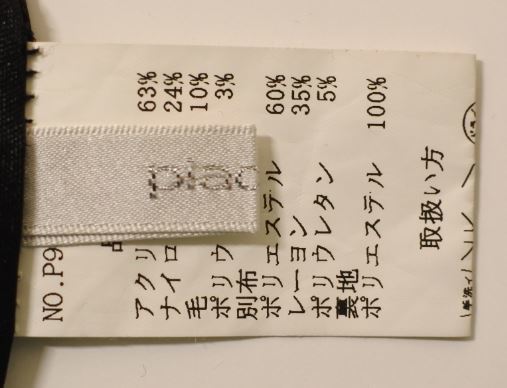 NO.P9
アクリ 63%
ナイロ 24%
毛 10%
ポリウ 3%
別布
ポリエステル 60%
レーヨン 35%
ポリウレタン 5%
裏地
ポリエステル 100%
取扱い方